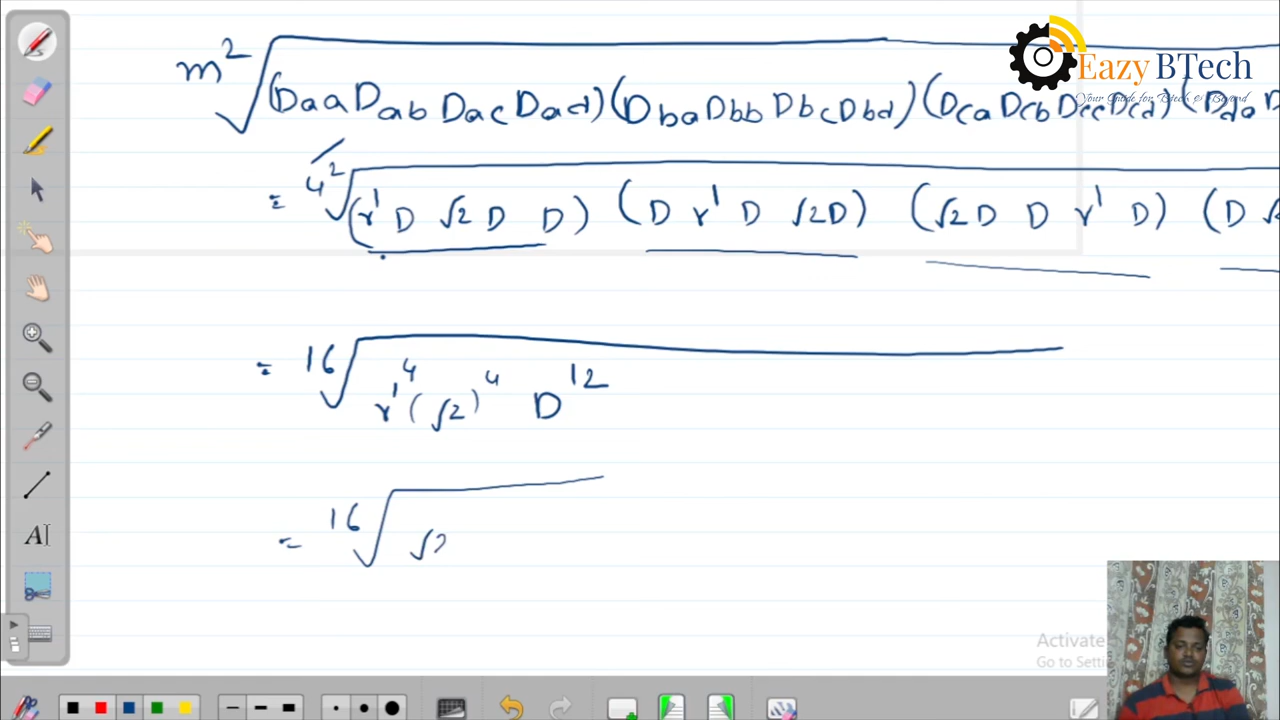 Eazy BTech
Your Guide for Btech & Beyond
m² √(Daa Dab Dac Dad) (Dba Dbb Dbc Dbd) (Dca Dcb Dcc Dcd) (Dda D
= 4² √(r' D √2 D D) (D r' D √2D) (√2 D D r' D) (D √
= 16 √ r'⁴ (√2)⁴ D¹²
= 16 √ √2
A
Activate
Go to Setti